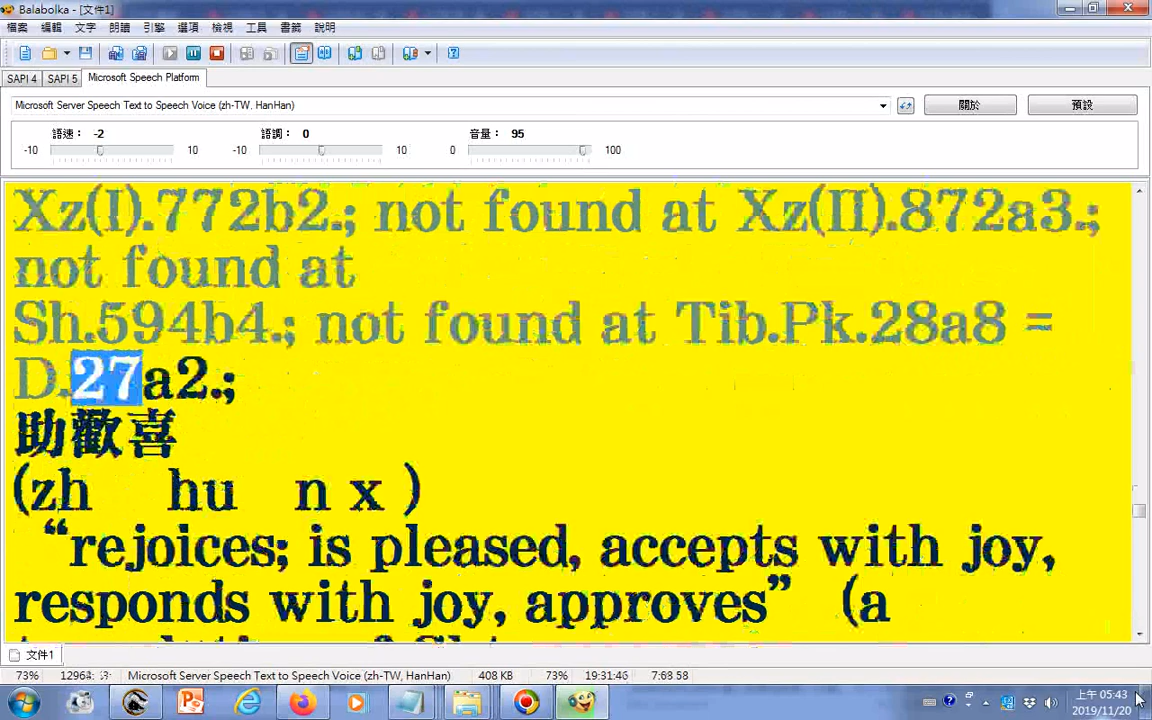 Balabolka - [文件1]
檔案 編輯 文字 朗讀 引擎 選項 檢視 工具 書籤 說明
SAPI 4 SAPI 5 Microsoft Speech Platform
Microsoft Server Speech Text to Speech Voice (zh-TW, HanHan) 關於 預設
語速： -2 語調： 0 音量： 95
-10 10 -10 10 0 100
Xz(I).772b2.; not found at Xz(II).872a3.;
not found at
Sh.594b4.; not found at Tib.Pk.28a8 =
D.27a2.;
助歡喜
(zh hu n x )
“rejoices; is pleased, accepts with joy,
responds with joy, approves” (a
文件1
73% Microsoft Server Speech Text to Speech Voice (zh-TW, HanHan) 408 KB 73% 19:31:46
上午 05:43
2019/11/20